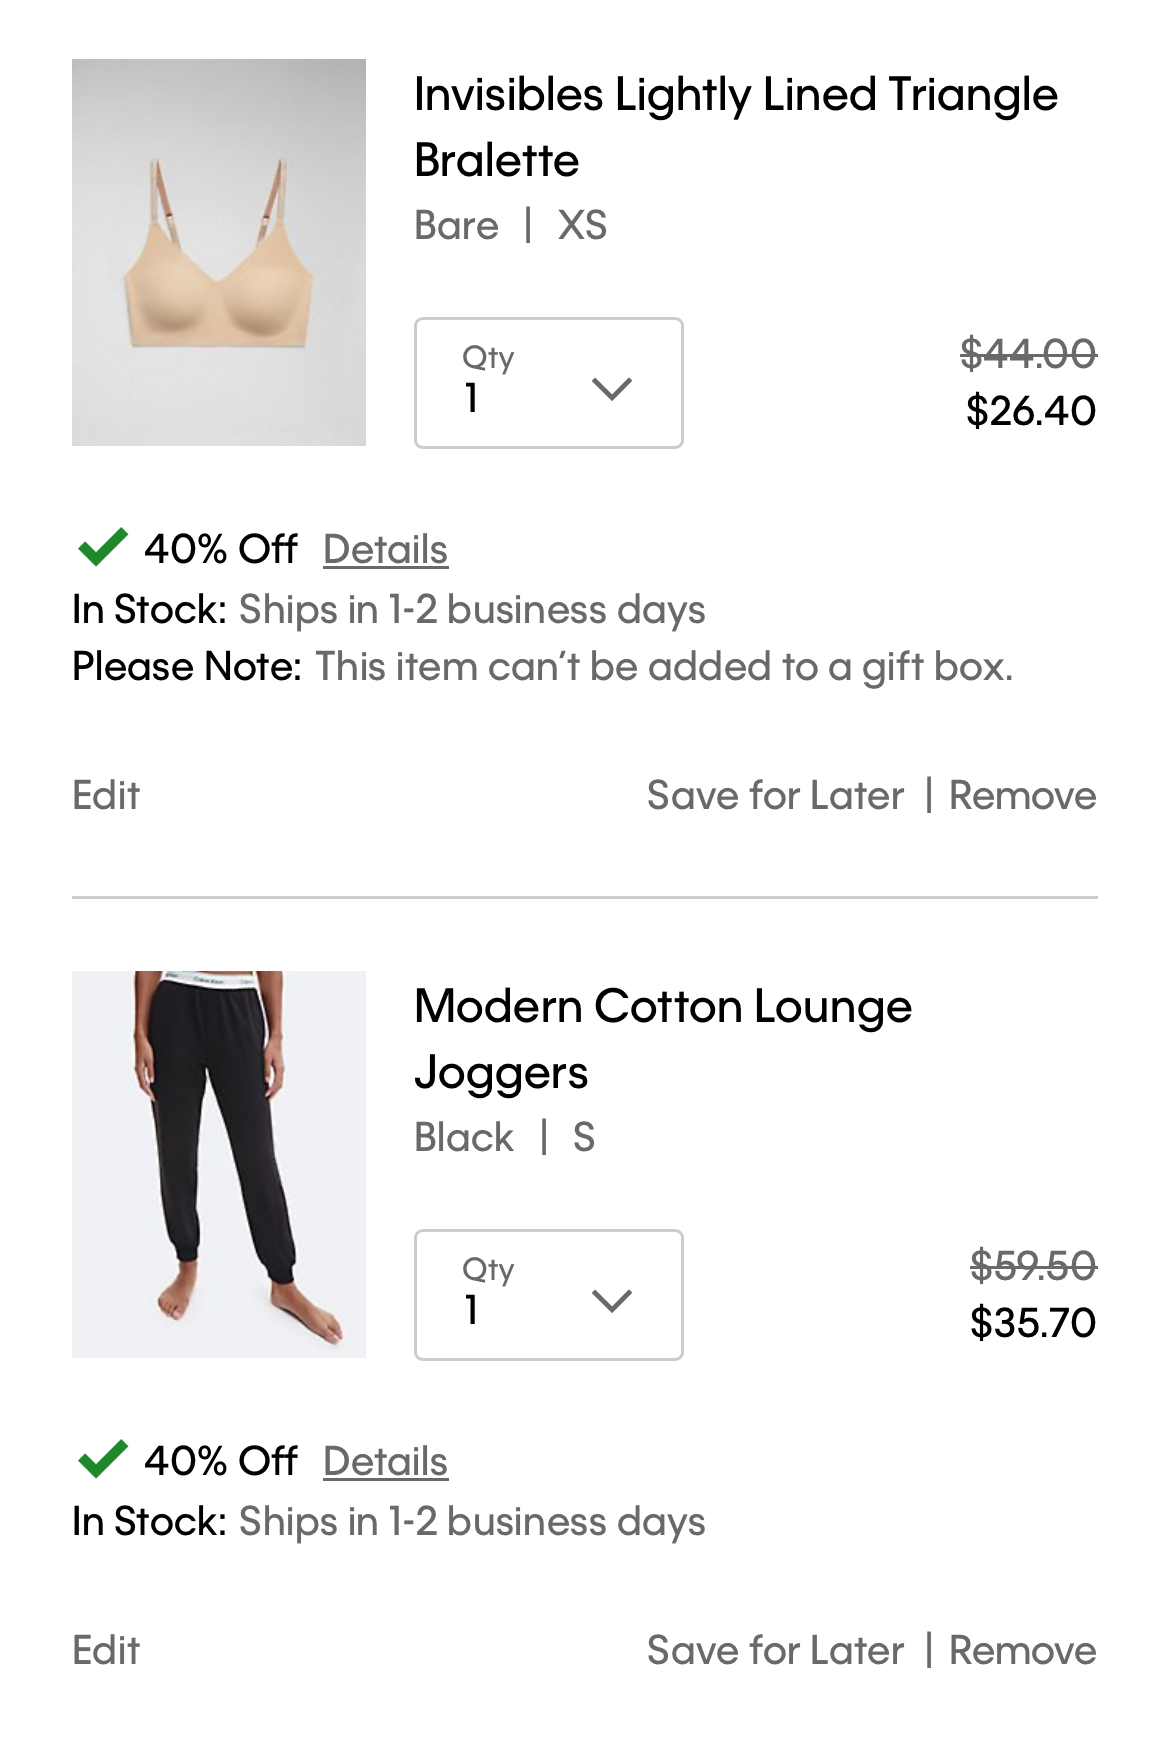 Invisibles Lightly Lined Triangle
Bralette
Bare | XS
Qty
1
$44.00
$26.40
40% Off Details
In Stock: Ships in 1-2 business days
Please Note: This item can’t be added to a gift box.
Edit
Save for Later | Remove
Modern Cotton Lounge
Joggers
Black | S
Qty
1
$59.50
$35.70
40% Off Details
In Stock: Ships in 1-2 business days
Edit
Save for Later | Remove